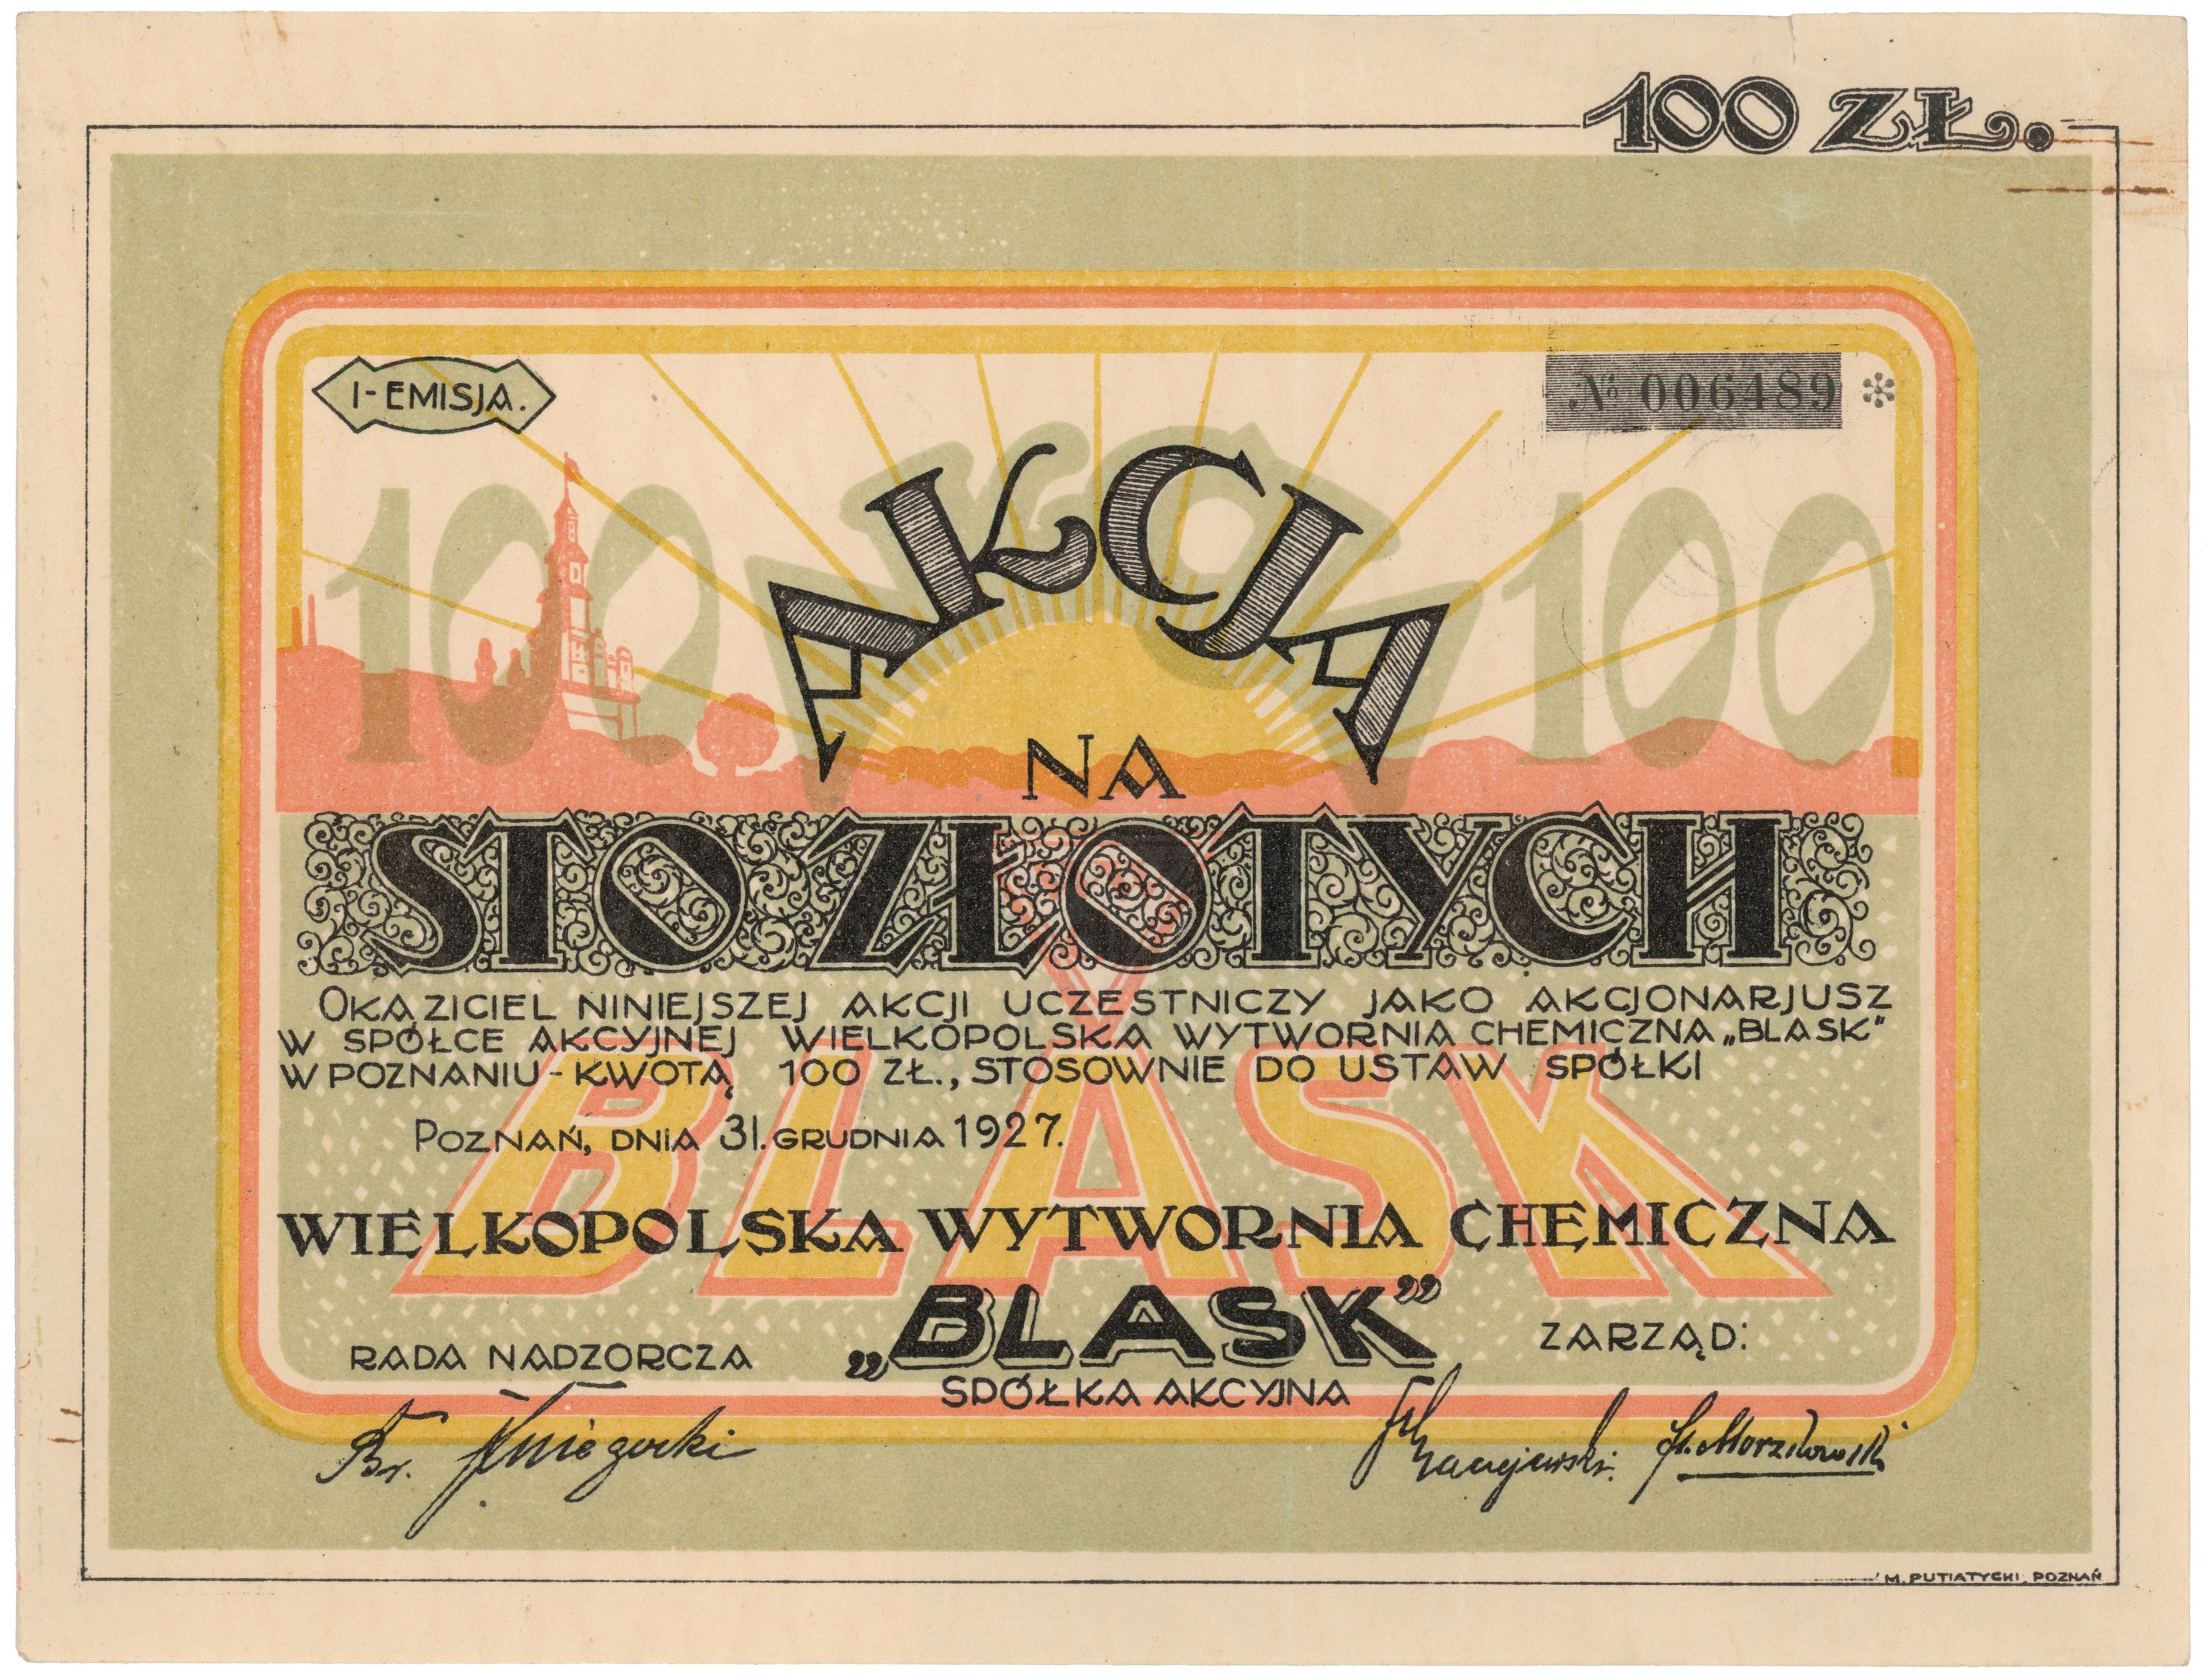 100 ZŁ.
I-EMISJA.
№ 006489 *
100 100
AKCJA
NA
STO ZŁOTYCH
OKAZICIEL NINIEJSZEJ AKCJI UCZESTNICZY JAKO AKCJONARJUSZ
W SPÓŁCE AKCYJNEJ WIELKOPOLSKA WYTWORNIA CHEMICZNA „BLASK"
W POZNANIU - KWOTĄ 100 ZŁ., STOSOWNIE DO USTAW SPÓŁKI
BLASK
POZNAŃ, DNIA 31. GRUDNIA 1927.
WIELKOPOLSKA WYTWORNIA CHEMICZNA
„BLASK”
SPÓŁKA AKCYJNA
RADA NADZORCZA
ZARZĄD:
Br.
M. PUTIATYCKI, POZNAŃ